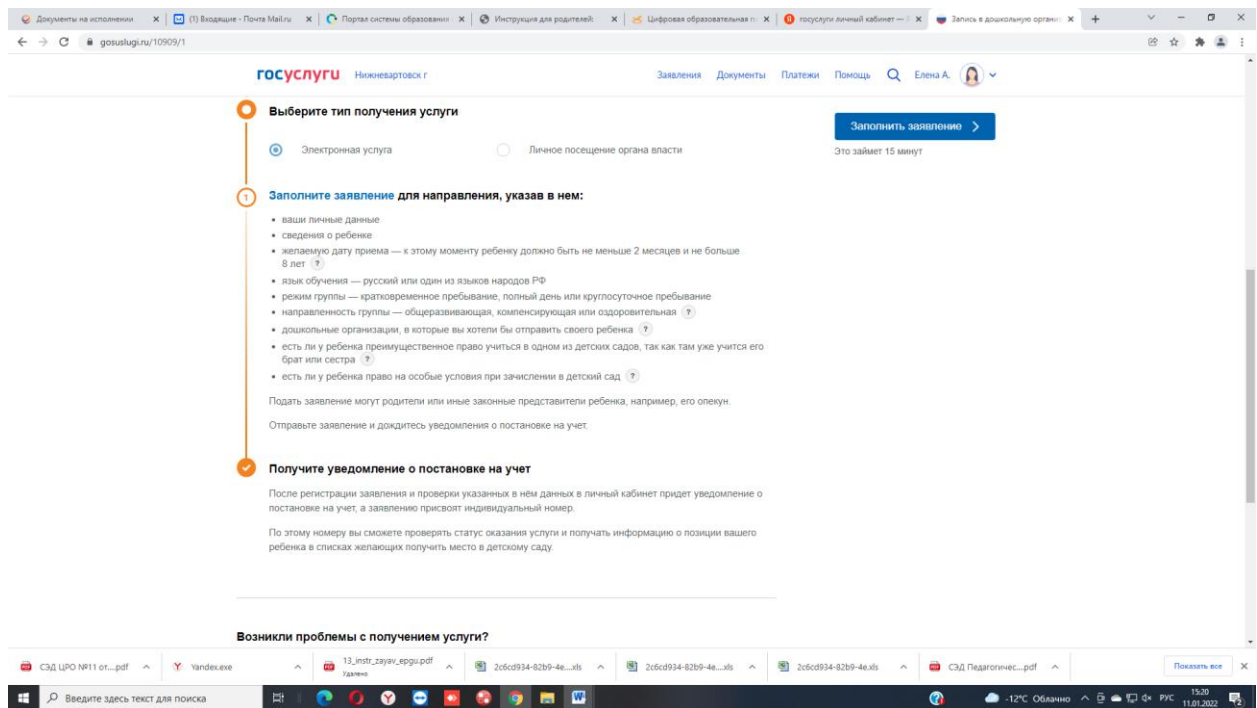 Документы на исполнении
(1) Входящие - Почта Mail.ru
Портал системы образования
Инструкция для родителей
Цифровая образовательная п
госуслуги личный кабинет —
Запись в дошкольную организ
gosuslugi.ru/10909/1
госуслуги Нижневартовск г Заявления Документы Платежи Помощь Елена А.
Выберите тип получения услуги
Заполнить заявление
Электронная услуга Личное посещение органа власти
Это займет 15 минут
1 Заполните заявление для направления, указав в нем:
• ваши личные данные
• сведения о ребенке
• желаемую дату приема — к этому моменту ребенку должно быть не меньше 2 месяцев и не больше
8 лет ?
• язык обучения — русский или один из языков народов РФ
• режим группы — кратковременное пребывание, полный день или круглосуточное пребывание
• направленность группы — общеразвивающая, компенсирующая или оздоровительная ?
• дошкольные организации, в которые вы хотели бы отправить своего ребенка ?
• есть ли у ребенка преимущественное право учиться в одном из детских садов, так как там уже учится его
брат или сестра ?
• есть ли у ребенка право на особые условия при зачислении в детский сад ?
Подать заявление могут родители или иные законные представители ребенка, например, его опекун.
Отправьте заявление и дождитесь уведомления о постановке на учет.
Получите уведомление о постановке на учет
После регистрации заявления и проверки указанных в нём данных в личный кабинет придет уведомление о
постановке на учет, а заявлению присвоят индивидуальный номер.
По этому номеру вы сможете проверять статус оказания услуги и получать информацию о позиции вашего
ребенка в списках желающих получить место в детскому саду.
Возникли проблемы с получением услуги?
СЭД ЦРО №11 от....pdf
Yandex.exe
13_instr_zayav_epgu.pdf
Удалено
2c6cd934-82b9-4e....xls
2c6cd934-82b9-4e....xls
2c6cd934-82b9-4e.xls
СЭД Педагогичес....pdf
Показать все
Введите здесь текст для поиска
-12°C Облачно
РУС
15:20
11.01.2022